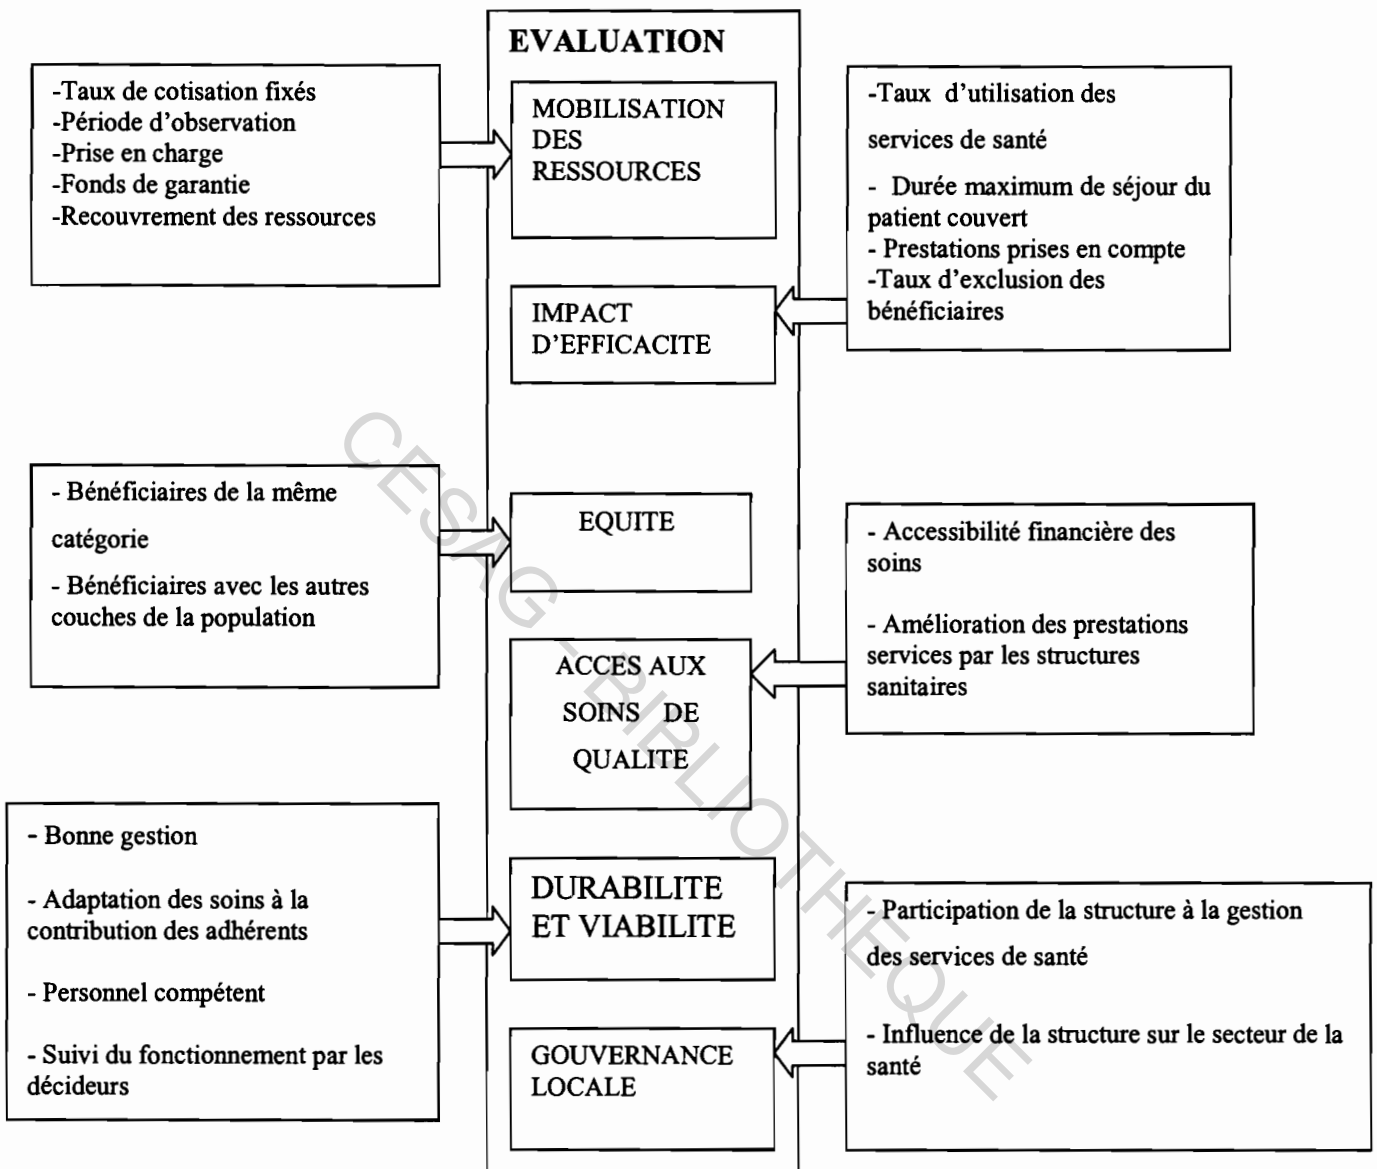 EVALUATION
-Taux de cotisation fixés
-Période d'observation
-Prise en charge
-Fonds de garantie
-Recouvrement des ressources
MOBILISATION
DES
RESSOURCES
-Taux d'utilisation des
services de santé
- Durée maximum de séjour du
patient couvert
- Prestations prises en compte
-Taux d'exclusion des
bénéficiaires
IMPACT
D'EFFICACITE
- Bénéficiaires de la même
catégorie
- Bénéficiaires avec les autres
couches de la population
EQUITE
- Accessibilité financière des
soins
- Amélioration des prestations
services par les structures
sanitaires
ACCES AUX
SOINS DE
QUALITE
- Bonne gestion
- Adaptation des soins à la
contribution des adhérents
- Personnel compétent
- Suivi du fonctionnement par les
décideurs
DURABILITE
ET VIABILITE
- Participation de la structure à la gestion
des services de santé
- Influence de la structure sur le secteur de la
santé
GOUVERNANCE
LOCALE
CESAG - BIBLIOTHEQUE